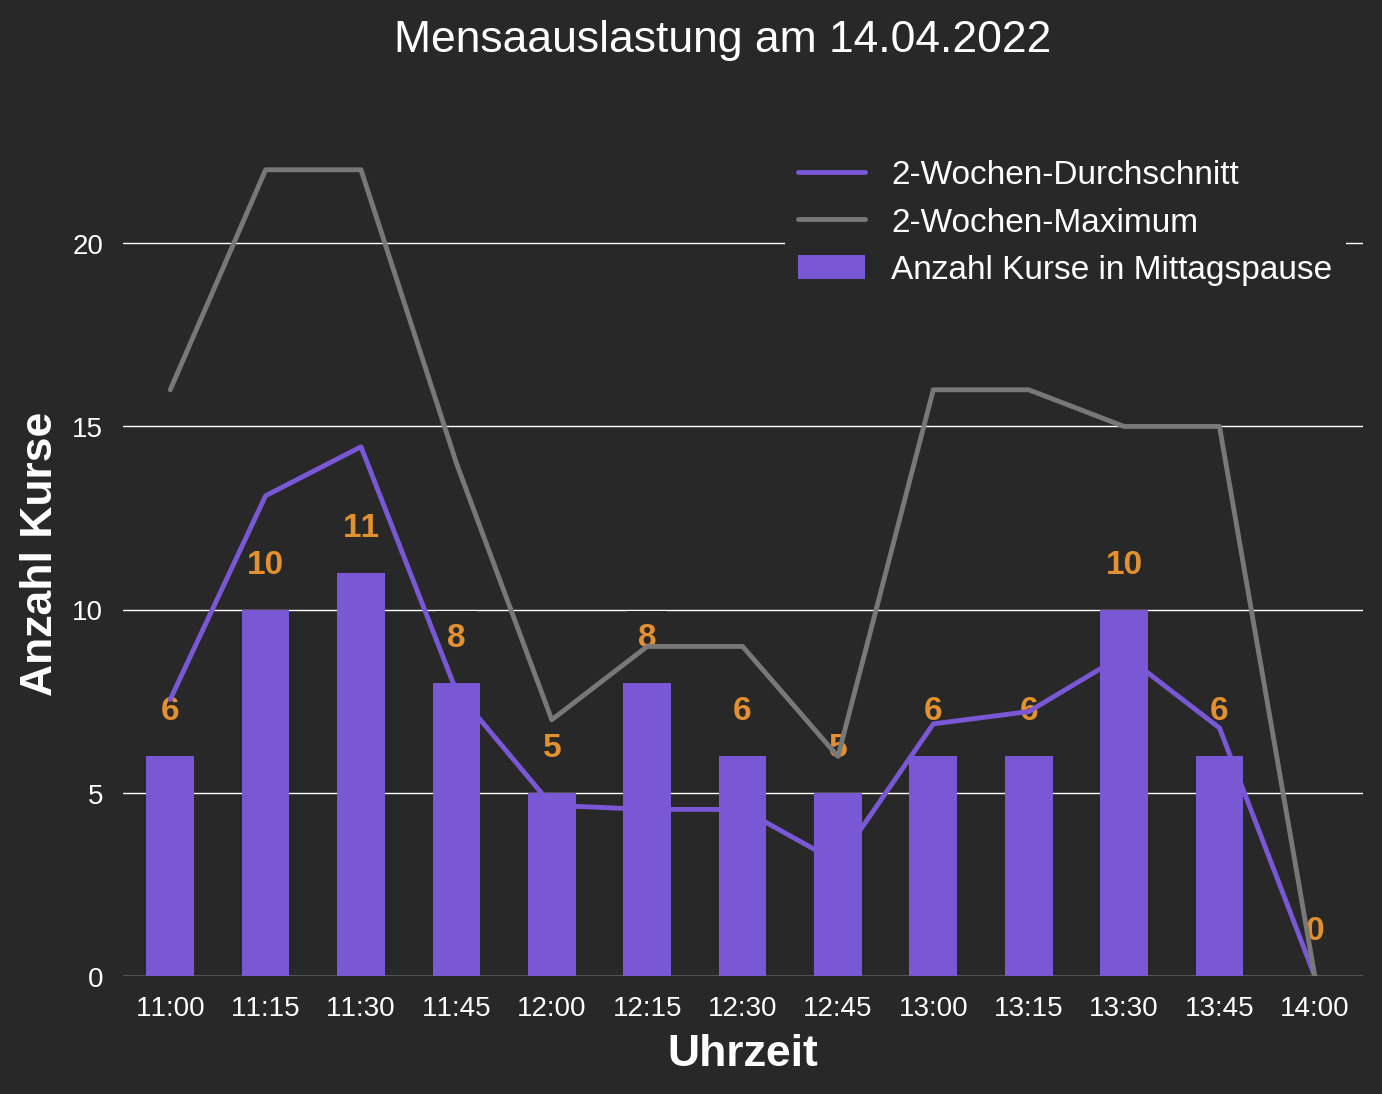 Mensaauslastung am 14.04.2022
2-Wochen-Durchschnitt
2-Wochen-Maximum
Anzahl Kurse in Mittagspause
Anzahl Kurse
20
15
10
5
0
6
10
11
8
5
8
6
5
6
6
10
6
0
11:00 11:15 11:30 11:45 12:00 12:15 12:30 12:45 13:00 13:15 13:30 13:45 14:00
Uhrzeit